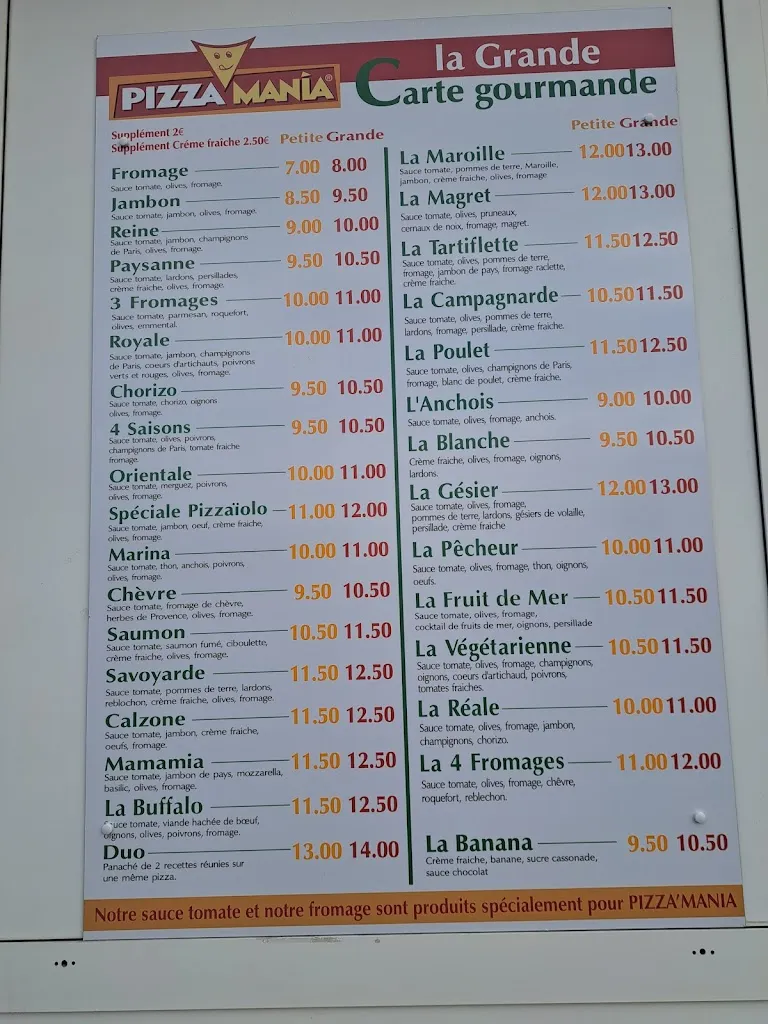 PIZZA MANÍA®
la Grande
Carte gourmande
Supplément 2€
Supplément Créme fraiche 2.50€
Petite Grande
Fromage 7.00 8.00
Sauce tomate, olives, fromage.
Jambon 8.50 9.50
Sauce tomate, jambon, olives, fromage.
Reine 9.00 10.00
Sauce tomate, jambon, champignons
de Paris, olives, fromage.
Paysanne 9.50 10.50
Sauce tomate, lardons, persillades,
crème fraiche, olives, fromage.
3 Fromages 10.00 11.00
Sauce tomate, parmesan, roquefort,
olives, emmental.
Royale 10.00 11.00
Sauce tomate, jambon, champignons
de Paris, coeurs d'artichauts, poivrons
verts et rouges, olives, fromage.
Chorizo 9.50 10.50
Sauce tomate, chorizo, oignons
olives, fromage.
4 Saisons 9.50 10.50
Sauce tomate, olives, poivrons,
champignons de Paris, tomate fraiche
fromage.
Orientale 10.00 11.00
Sauce tomate, merguez, poivrons,
olives, fromage.
Spéciale Pizzaïolo 11.00 12.00
Sauce tomate, jambon, oeuf, crème fraiche,
olives, fromage.
Marina 10.00 11.00
Sauce tomate, thon, anchois, poivrons,
olives, fromage.
Chèvre 9.50 10.50
Sauce tomate, fromage de chèvre,
herbes de Provence, olives, fromage.
Saumon 10.50 11.50
Sauce tomate, saumon fumé, ciboulette,
crème fraiche, olives, fromage.
Savoyarde 11.50 12.50
Sauce tomate, pommes de terre, lardons,
reblochon, crème fraiche, olives, fromage.
Calzone 11.50 12.50
Sauce tomate, jambon, crème fraiche,
oeufs, fromage.
Mamamia 11.50 12.50
Sauce tomate, jambon de pays, mozzarella,
basilic, olives, fromage.
La Buffalo 11.50 12.50
Sauce tomate, viande hachée de bœuf,
oignons, olives, poivrons, fromage.
Duo 13.00 14.00
Panaché de 2 recettes réunies sur
une même pizza.
Petite Grande
La Maroille 12.00 13.00
Sauce tomate, pommes de terre, Maroille,
jambon, crème fraiche, olives, fromage
La Magret 12.00 13.00
Sauce tomate, olives, pruneaux,
cernaux de noix, fromage, magret.
La Tartiflette 11.50 12.50
Sauce tomate, olives, pommes de terre,
fromage, jambon de pays, fromage raclette,
crème fraiche.
La Campagnarde 10.50 11.50
Sauce tomate, olives, pommes de terre,
lardons, fromage, persillade, crème fraiche.
La Poulet 11.50 12.50
Sauce tomate, olives, champignons de Paris,
fromage, blanc de poulet, crème fraiche.
L'Anchois 9.00 10.00
Sauce tomate, olives, fromage, anchois.
La Blanche 9.50 10.50
Crème fraiche, olives, fromage, oignons,
lardons.
La Gésier 12.00 13.00
Sauce tomate, olives, fromage,
pommes de terre, lardons, gésiers de volaille,
persillade, crème fraiche
La Pêcheur 10.00 11.00
Sauce tomate, olives, fromage, thon, oignons,
oeufs.
La Fruit de Mer 10.50 11.50
Sauce tomate, olives, fromage,
cocktail de fruits de mer, oignons, persillade
La Végétarienne 10.50 11.50
Sauce tomate, olives, fromage, champignons,
oignons, coeurs d'artichaud, poivrons,
tomates fraiches.
La Réale 10.00 11.00
Sauce tomate, olives, fromage, jambon,
champignons, chorizo.
La 4 Fromages 11.00 12.00
Sauce tomate, olives, fromage, chèvre,
roquefort, reblechon.
La Banana 9.50 10.50
Crème fraiche, banane, sucre cassonade,
sauce chocolat
Notre sauce tomate et notre fromage sont produits spécialement pour PIZZA'MANIA